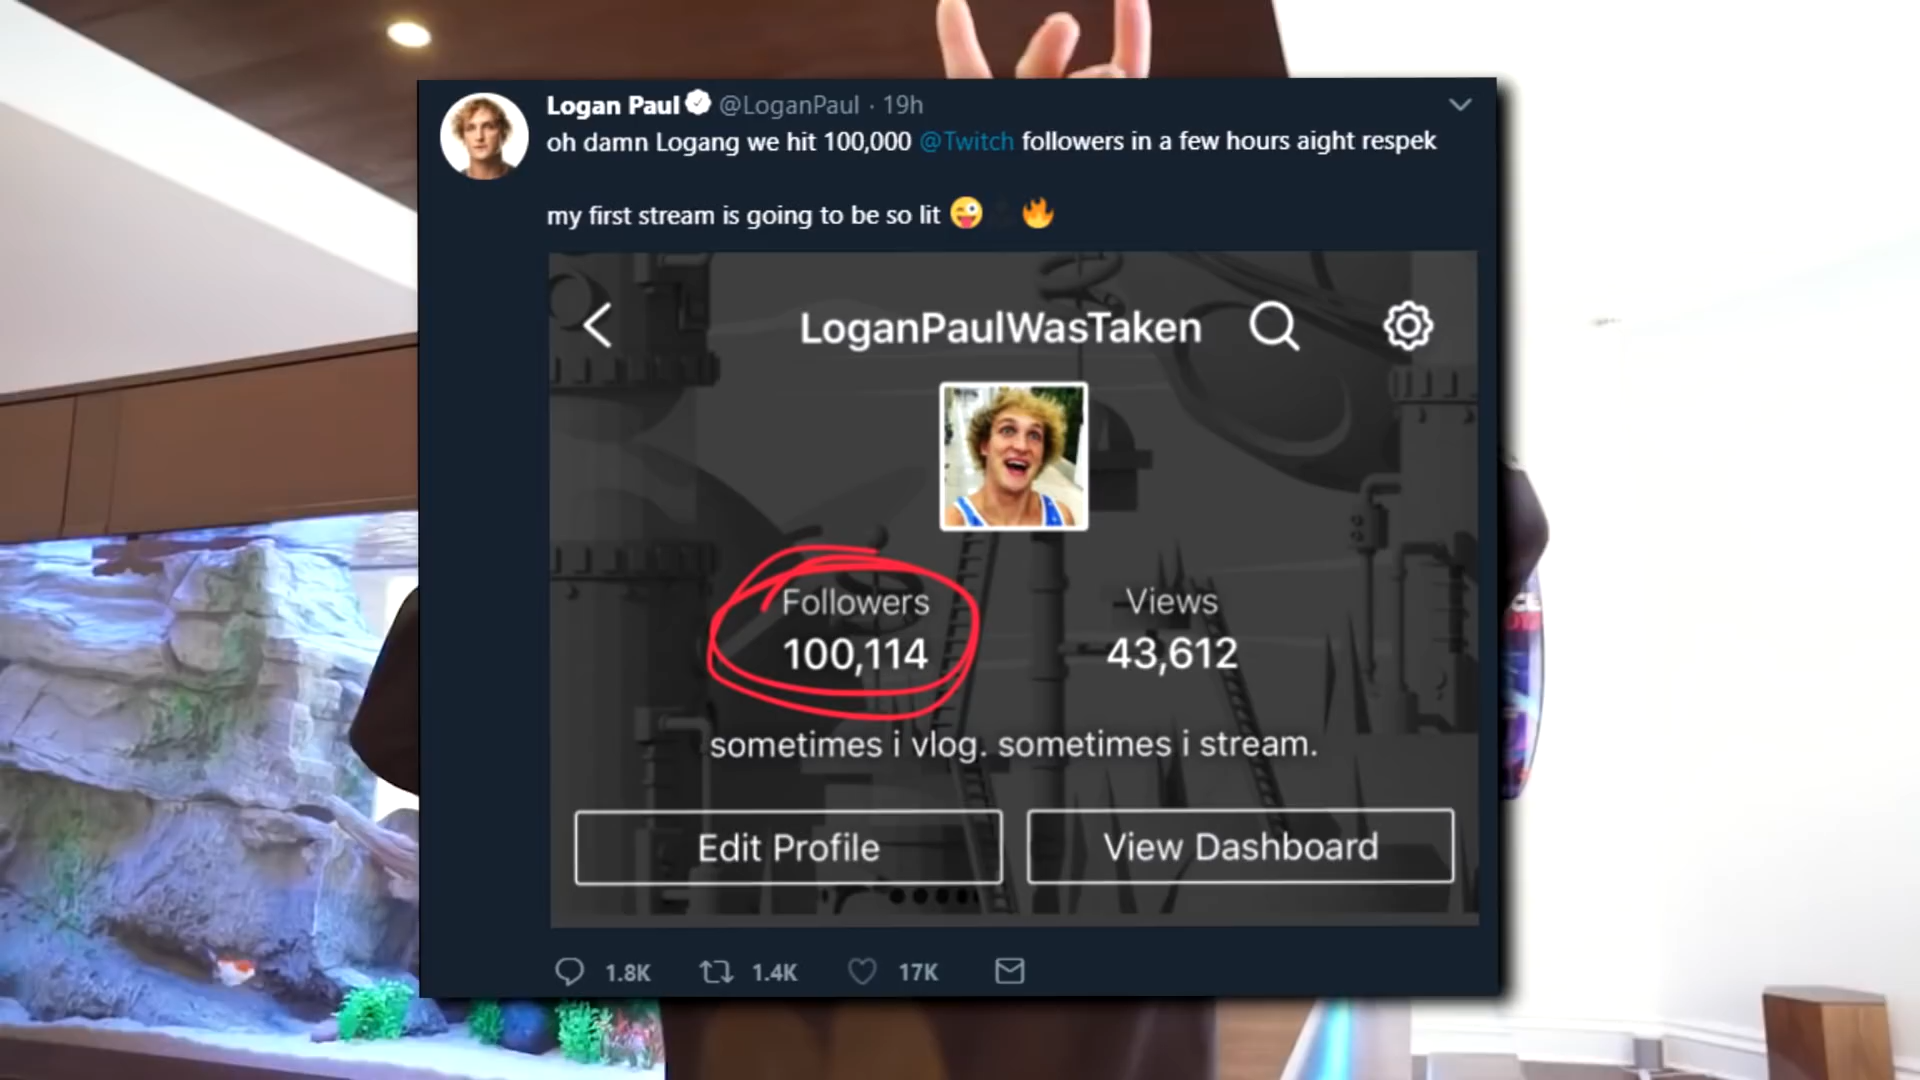 Logan Paul @LoganPaul · 19h
oh damn Logang we hit 100,000 @Twitch followers in a few hours aight respek
my first stream is going to be so lit 😜 🔥
LoganPaulWasTaken
Followers
Views
100,114
43,612
sometimes i vlog. sometimes i stream.
Edit Profile
View Dashboard
1.8K
1.4K
17K